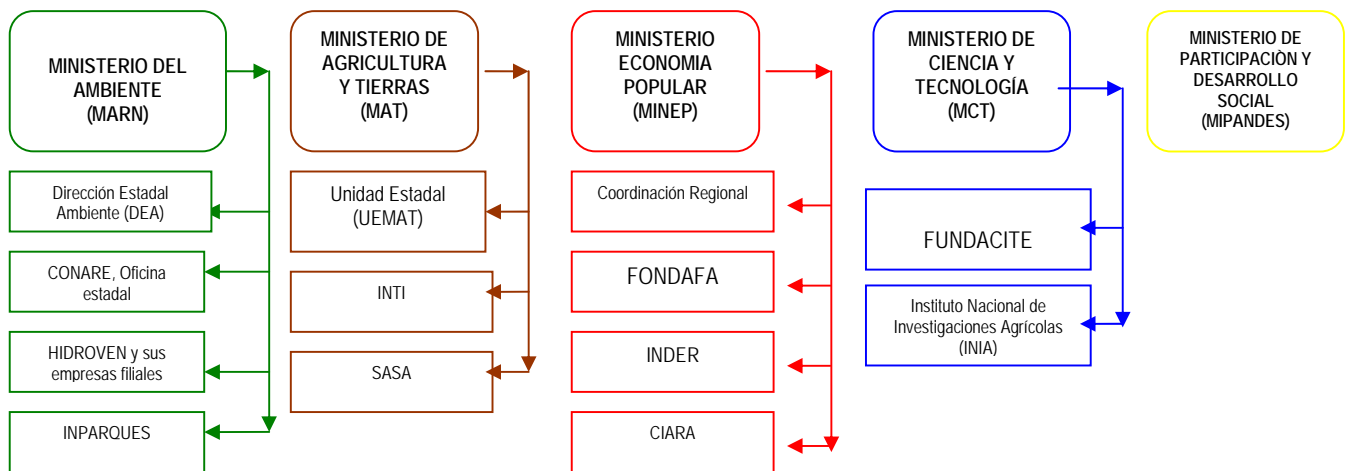 MINISTERIO DEL
AMBIENTE
(MARN)
Dirección Estadal
Ambiente (DEA)
CONARE, Oficina
estadal
HIDROVEN y sus
empresas filiales
INPARQUES
MINISTERIO DE
AGRICULTURA
Y TIERRAS
(MAT)
Unidad Estadal
(UEMAT)
INTI
SASA
MINISTERIO
ECONOMIA
POPULAR
(MINEP)
Coordinación Regional
FONDAFA
INDER
CIARA
MINISTERIO DE
CIENCIA Y
TECNOLOGÍA
(MCT)
FUNDACITE
Instituto Nacional de
Investigaciones Agrícolas
(INIA)
MINISTERIO DE
PARTICIPACIÒN Y
DESARROLLO
SOCIAL
(MIPANDES)